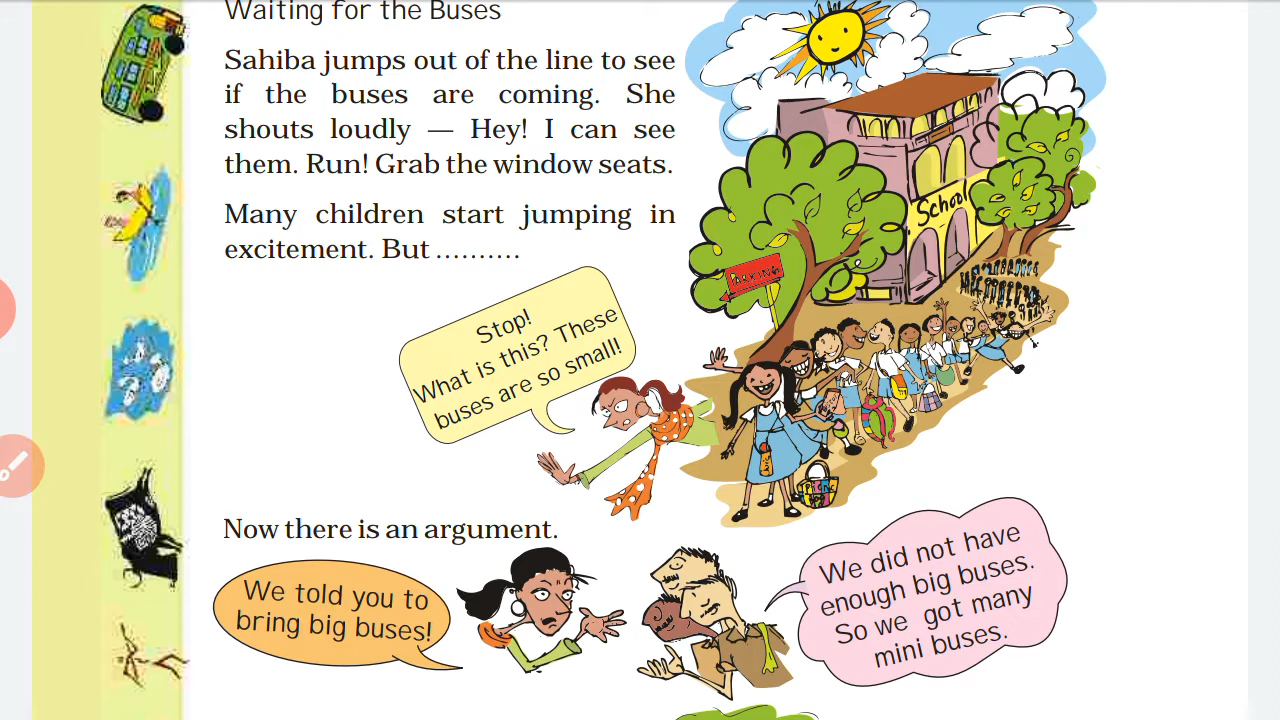 Waiting for the Buses
Sahiba jumps out of the line to see
if the buses are coming. She
shouts loudly — Hey! I can see
them. Run! Grab the window seats.
Many children start jumping in
excitement. But ..........
School
PARKING
Stop!
What is this? These
buses are so small!
Now there is an argument.
We told you to
bring big buses!
We did not have
enough big buses.
So we got many
mini buses.